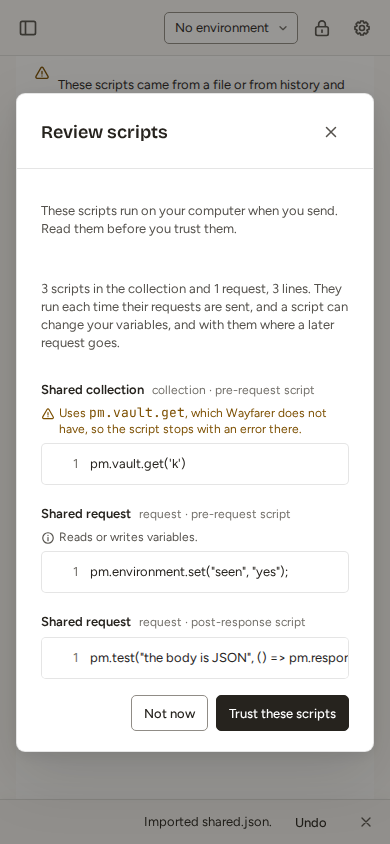 No environment
These scripts came from a file or from history and
Review scripts
These scripts run on your computer when you send.
Read them before you trust them.
3 scripts in the collection and 1 request, 3 lines. They
run each time their requests are sent, and a script can
change your variables, and with them where a later
request goes.
Shared collection collection · pre-request script
Uses pm.vault.get, which Wayfarer does not
have, so the script stops with an error there.
1 pm.vault.get('k')
Shared request request · pre-request script
Reads or writes variables.
1 pm.environment.set("seen", "yes");
Shared request request · post-response script
1 pm.test("the body is JSON", () => pm.respor
Not now Trust these scripts
Imported shared.json. Undo